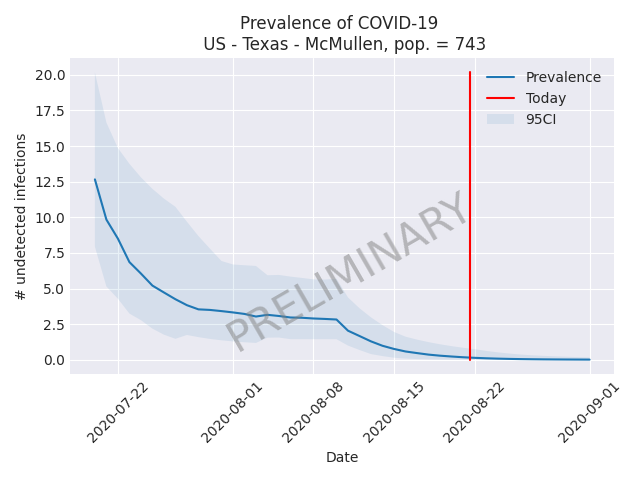 Prevalence of COVID-19
US - Texas - McMullen, pop. = 743
# undetected infections
20.0
17.5
15.0
12.5
10.0
7.5
5.0
2.5
0.0
Prevalence
Today
95CI
PRELIMINARY
2020-07-22
2020-08-01
2020-08-08
2020-08-15
2020-08-22
2020-09-01
Date